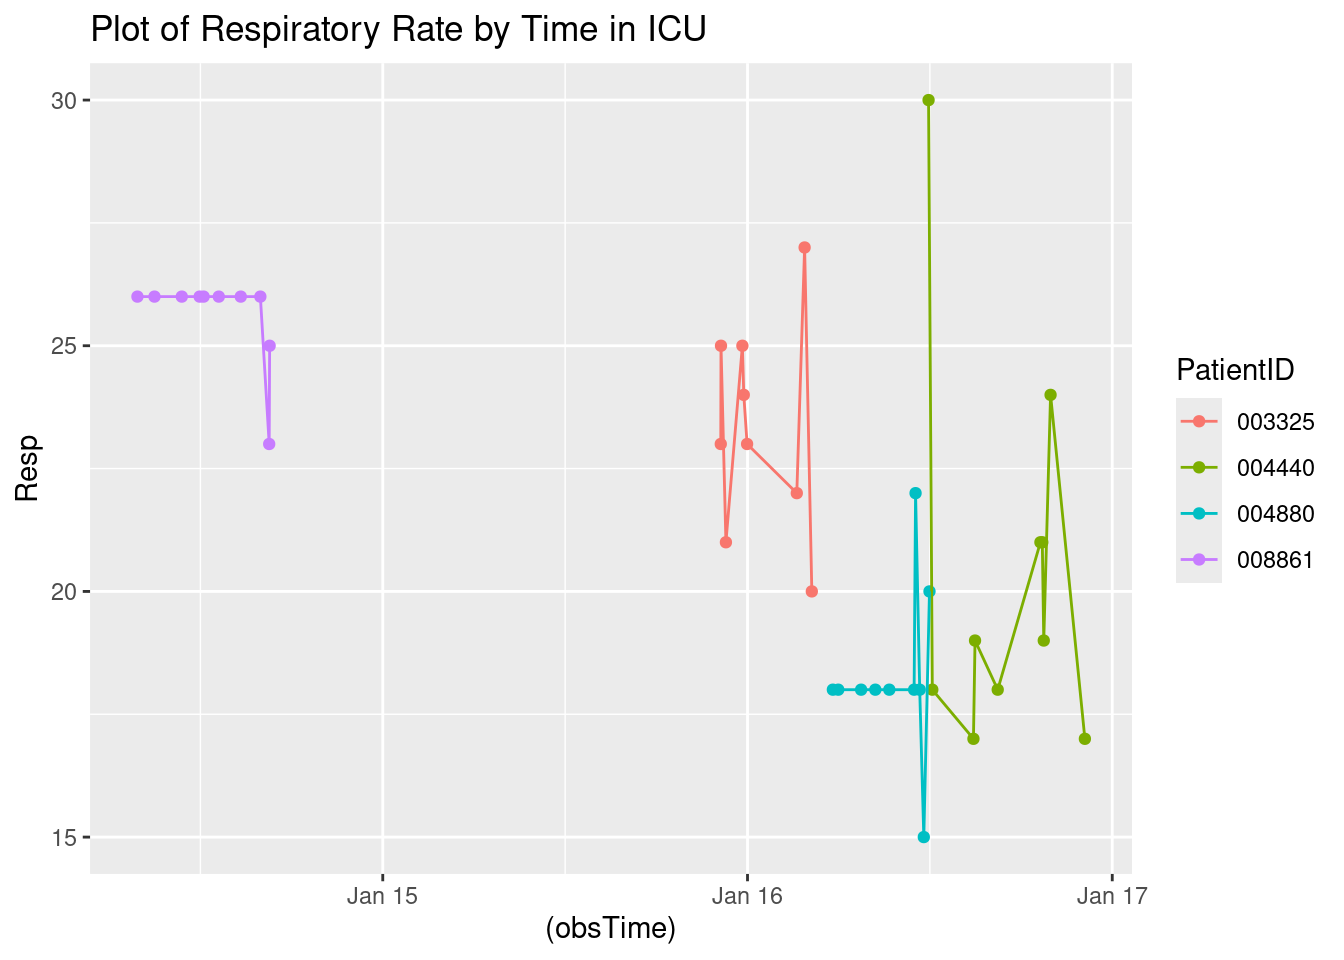 Plot of Respiratory Rate by Time in ICU
30
25
20
15
Resp
Jan 15
Jan 16
Jan 17
(obsTime)
PatientID
003325
004440
004880
008861